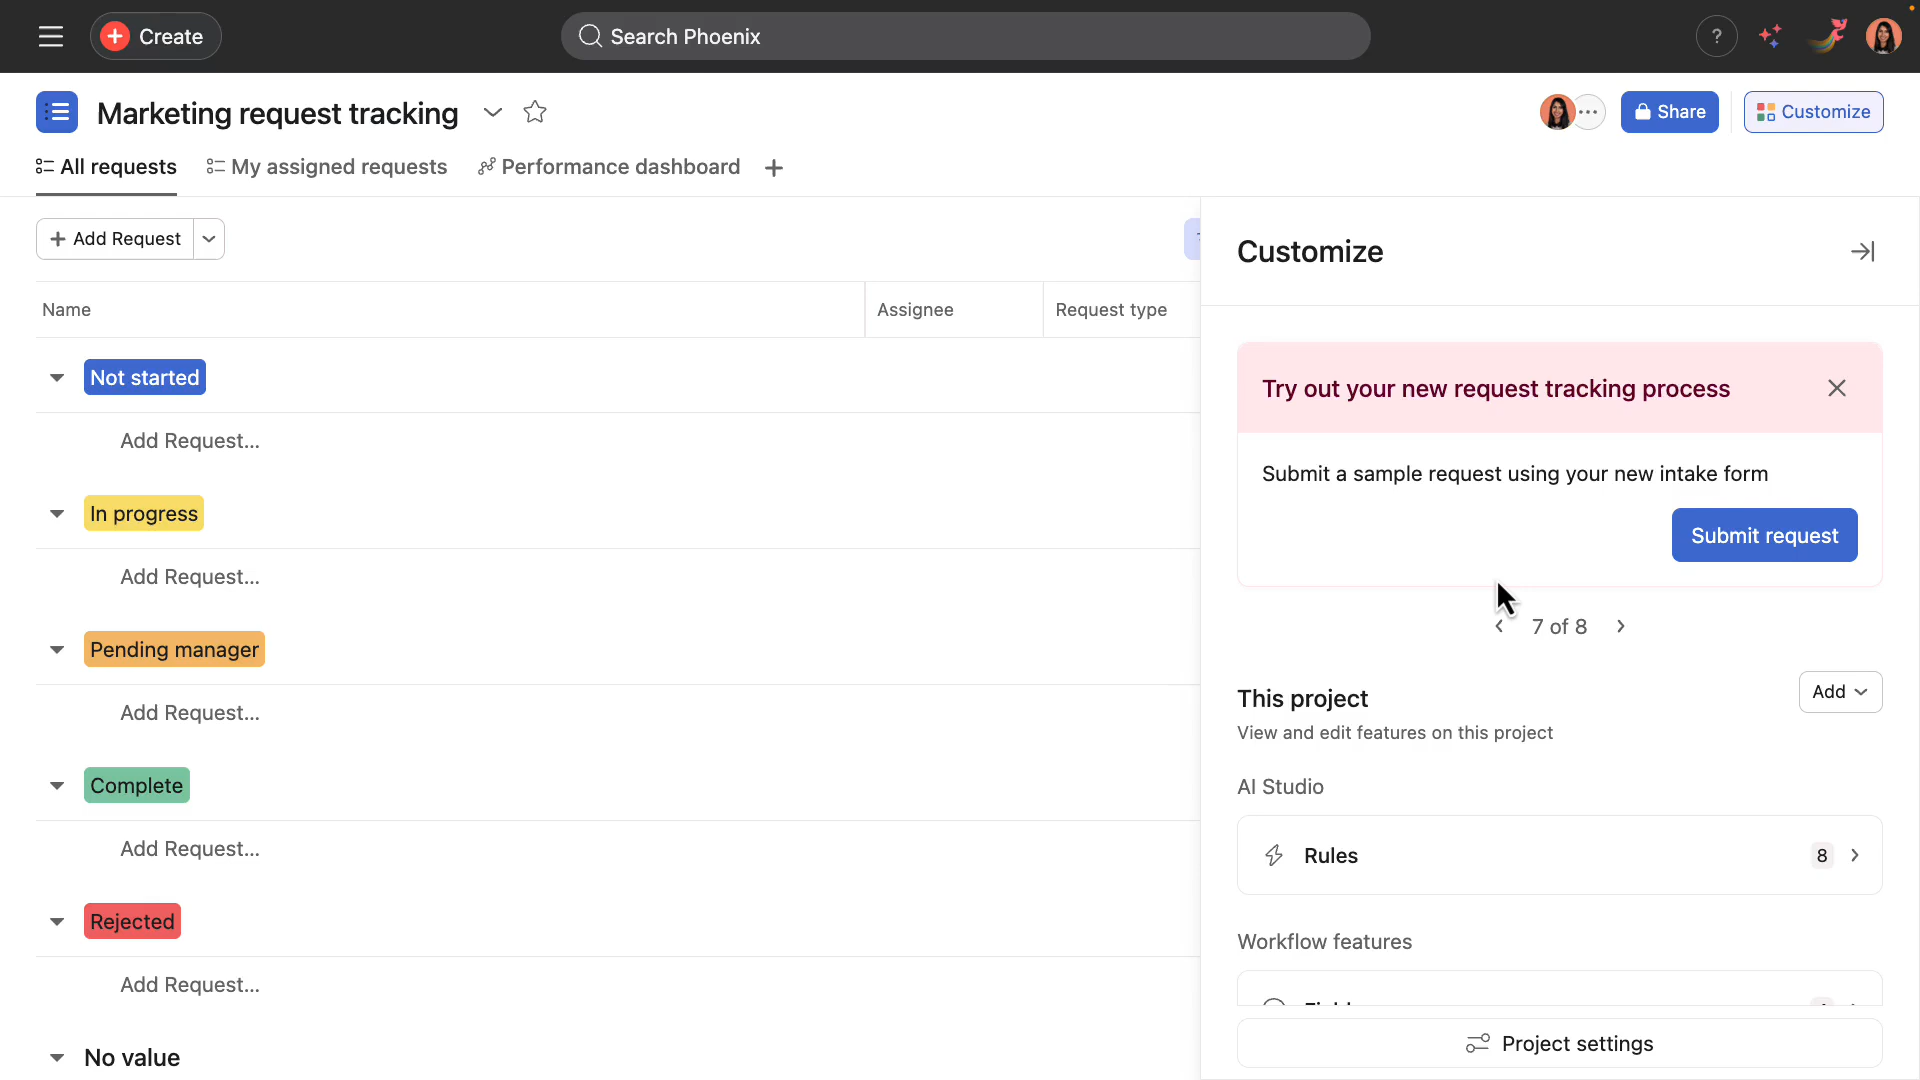 Create
Search Phoenix
?
Marketing request tracking
Share
Customize
All requests
My assigned requests
Performance dashboard
Add Request
Customize
Name
Assignee
Request type
Not started
Add Request...
In progress
Add Request...
Pending manager
Add Request...
Complete
Add Request...
Rejected
Add Request...
No value
Try out your new request tracking process
Submit a sample request using your new intake form
Submit request
7 of 8
This project
Add
View and edit features on this project
AI Studio
Rules
8
Workflow features
Project settings